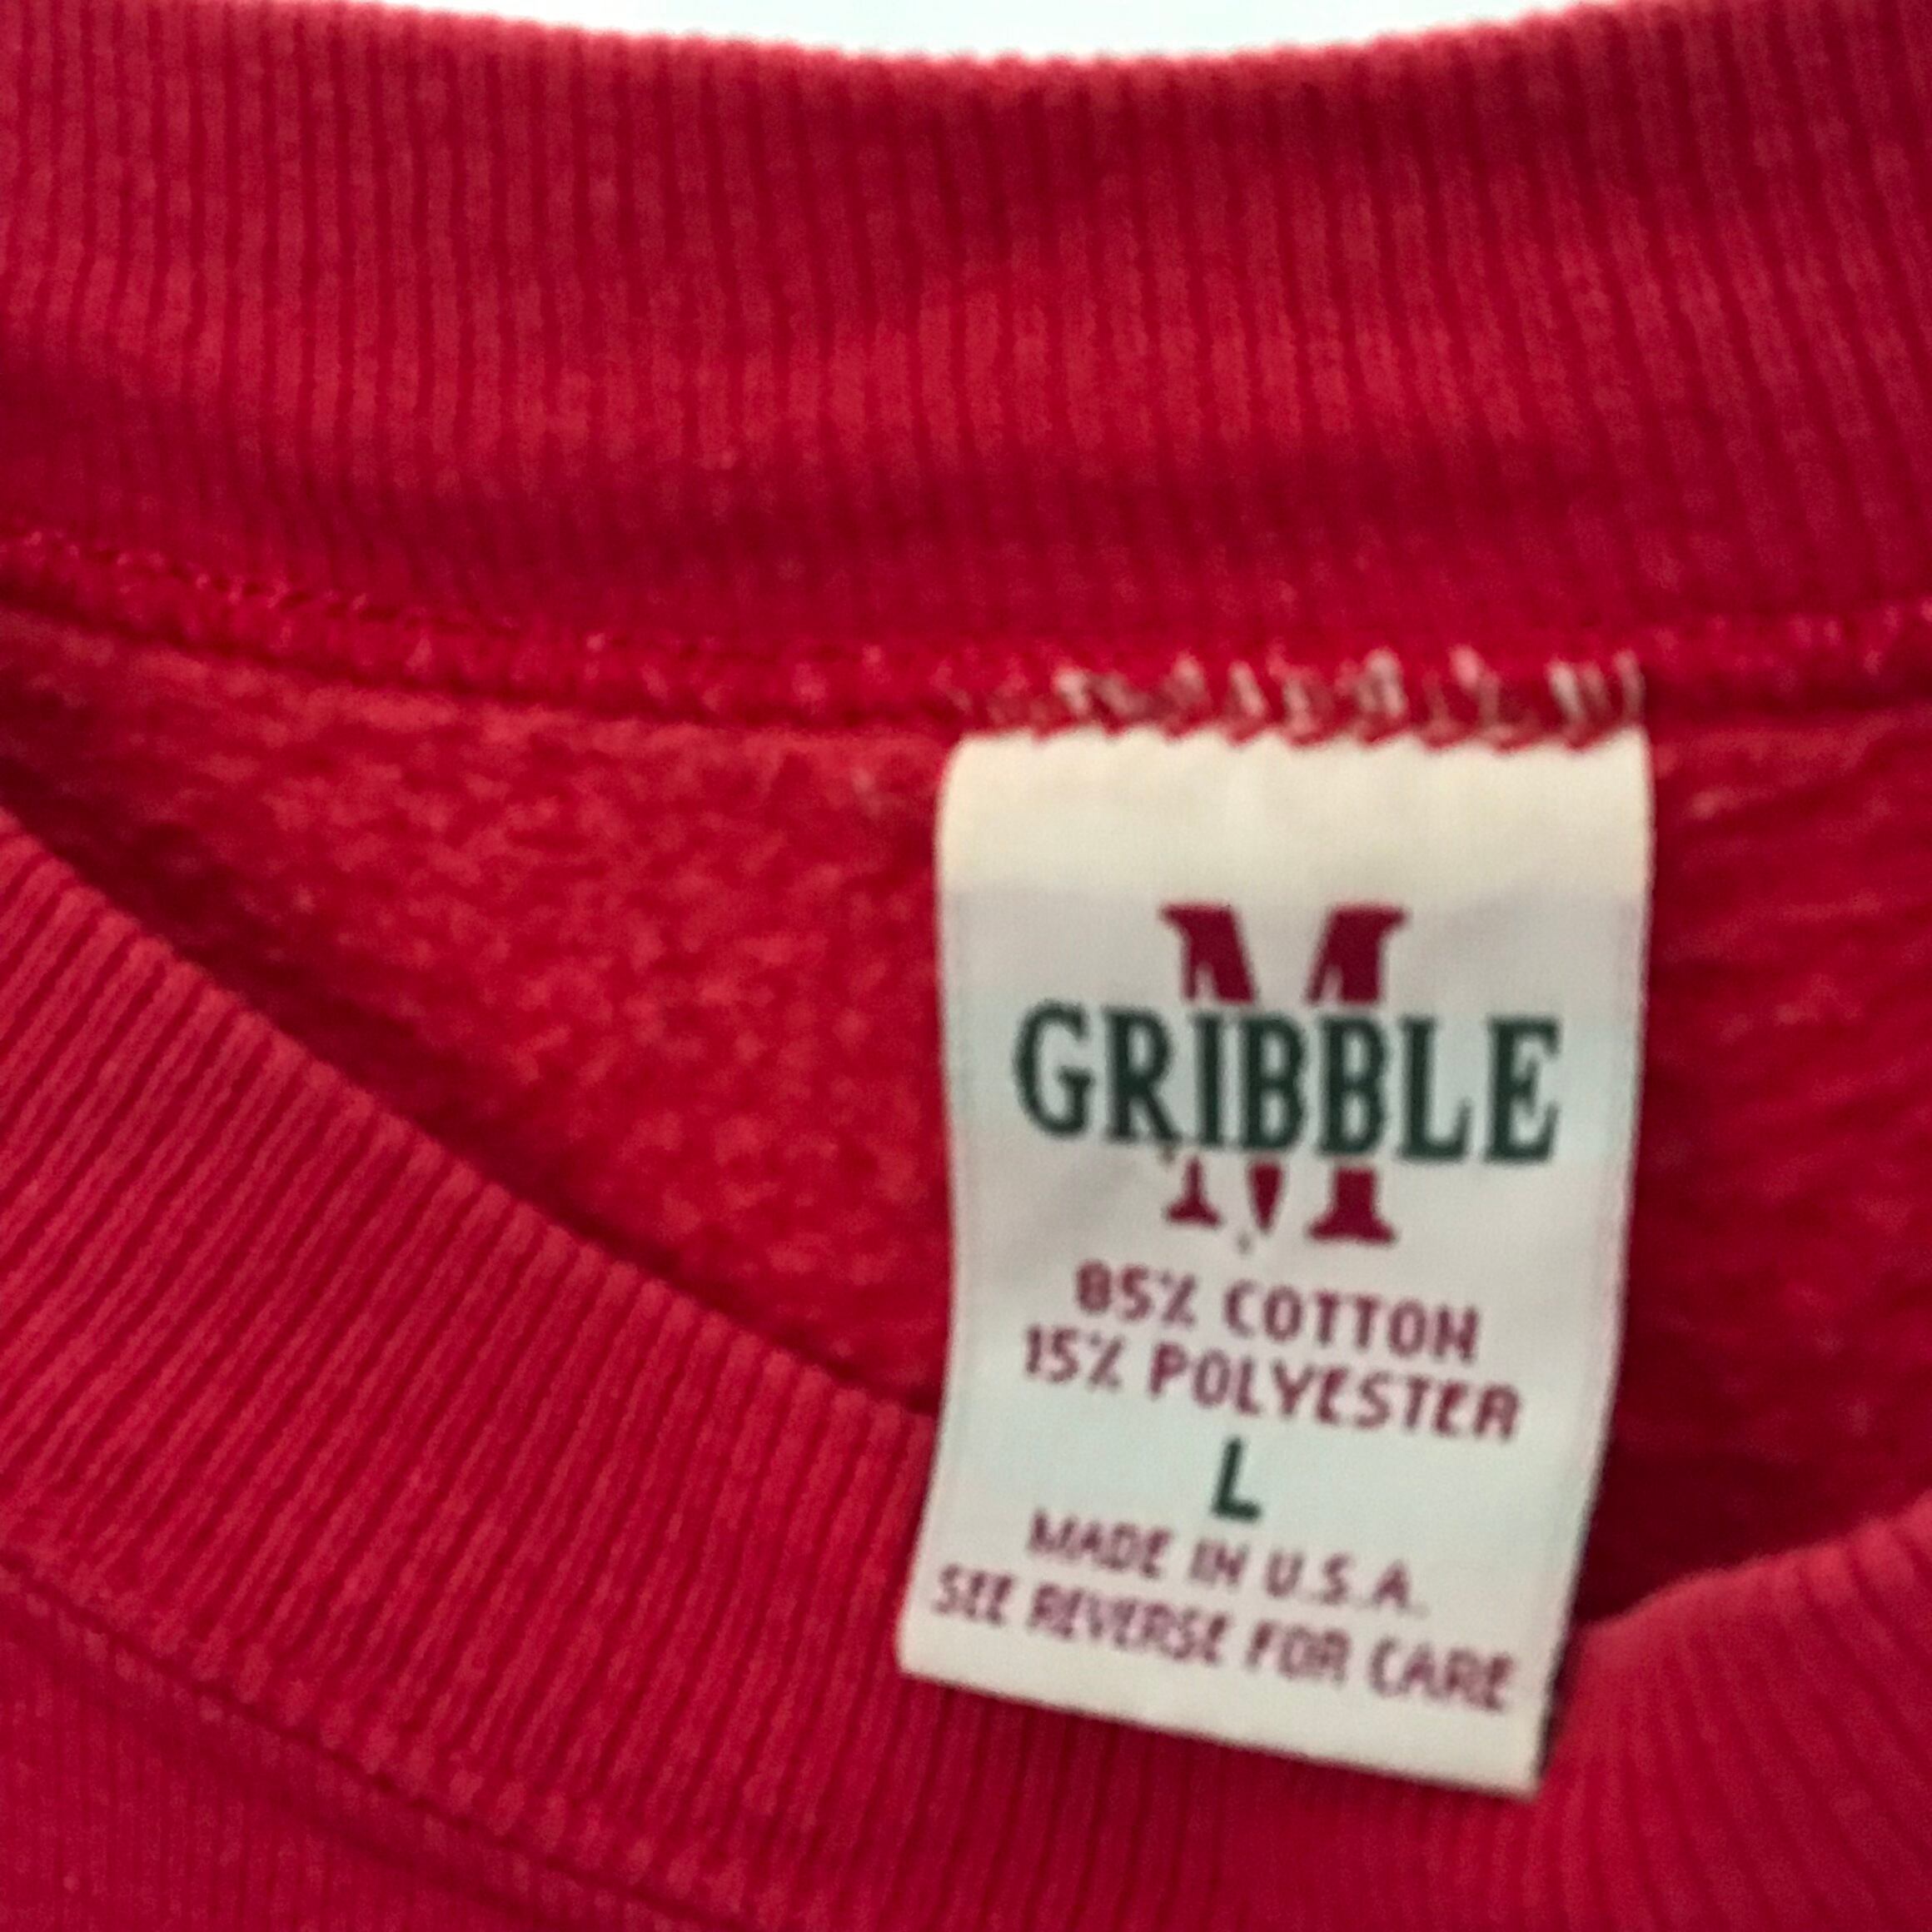 M
GRIBBLE
85% COTTON
15% POLYESTER
L
MADE IN U.S.A.
SEE REVERSE FOR CARE